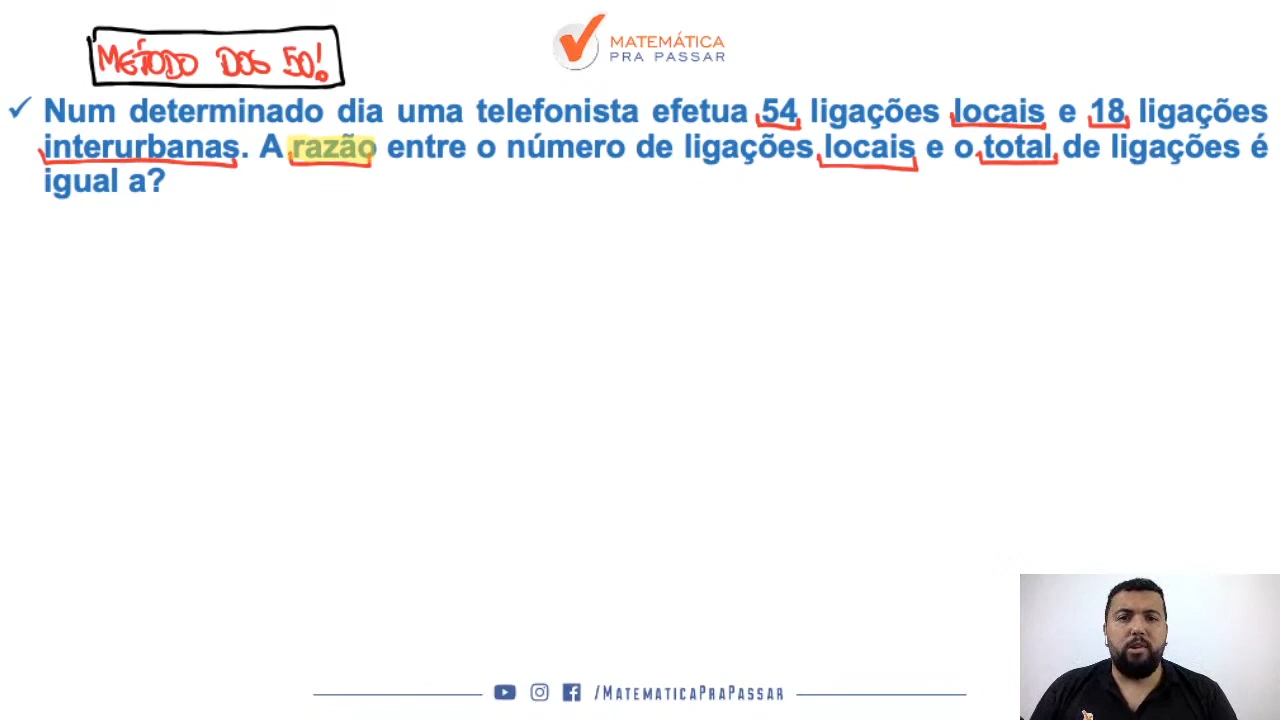 MÉTODO DOS 50!
MATEMÁTICA
PRA PASSAR
✓ Num determinado dia uma telefonista efetua 54 ligações locais e 18 ligações
interurbanas. A razão entre o número de ligações locais e o total de ligações é
igual a?
/MATEMATICAPRAPASSAR